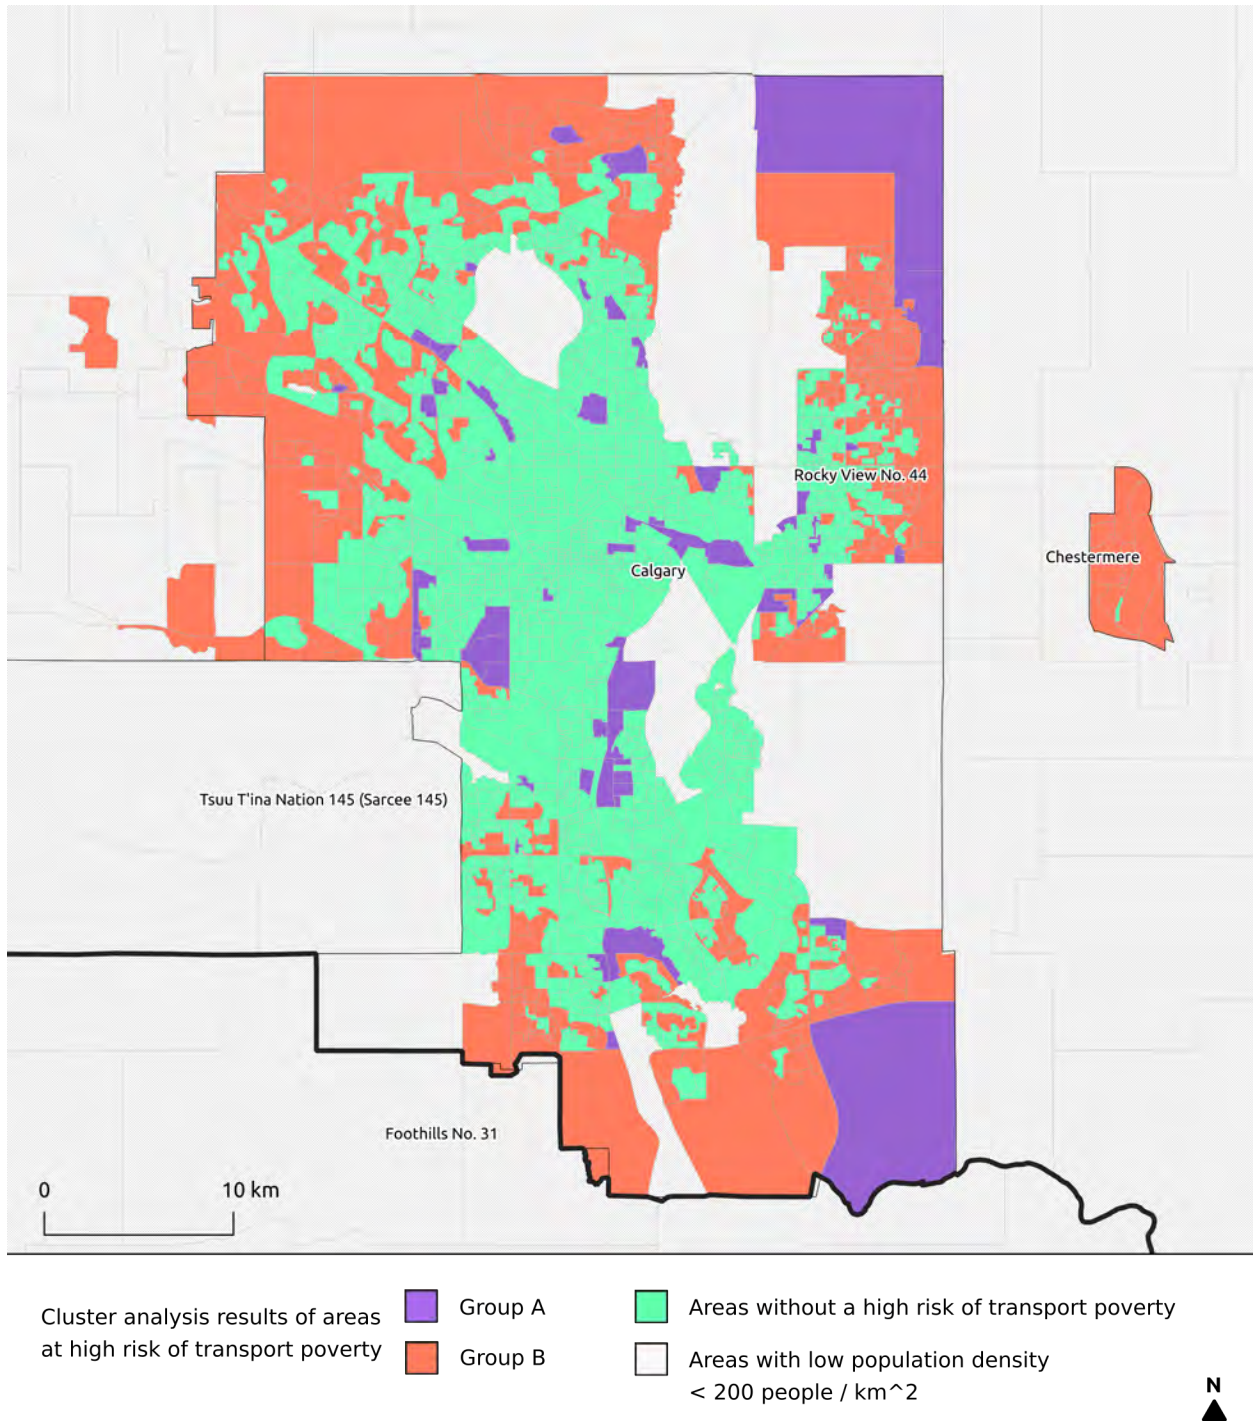 Rocky View No. 44
Chestermere
Calgary
Tsuu T'ina Nation 145 (Sarcee 145)
Foothills No. 31
0 10 km
Cluster analysis results of areas
at high risk of transport poverty
Group A
Group B
Areas without a high risk of transport poverty
Areas with low population density
< 200 people / km^2
N